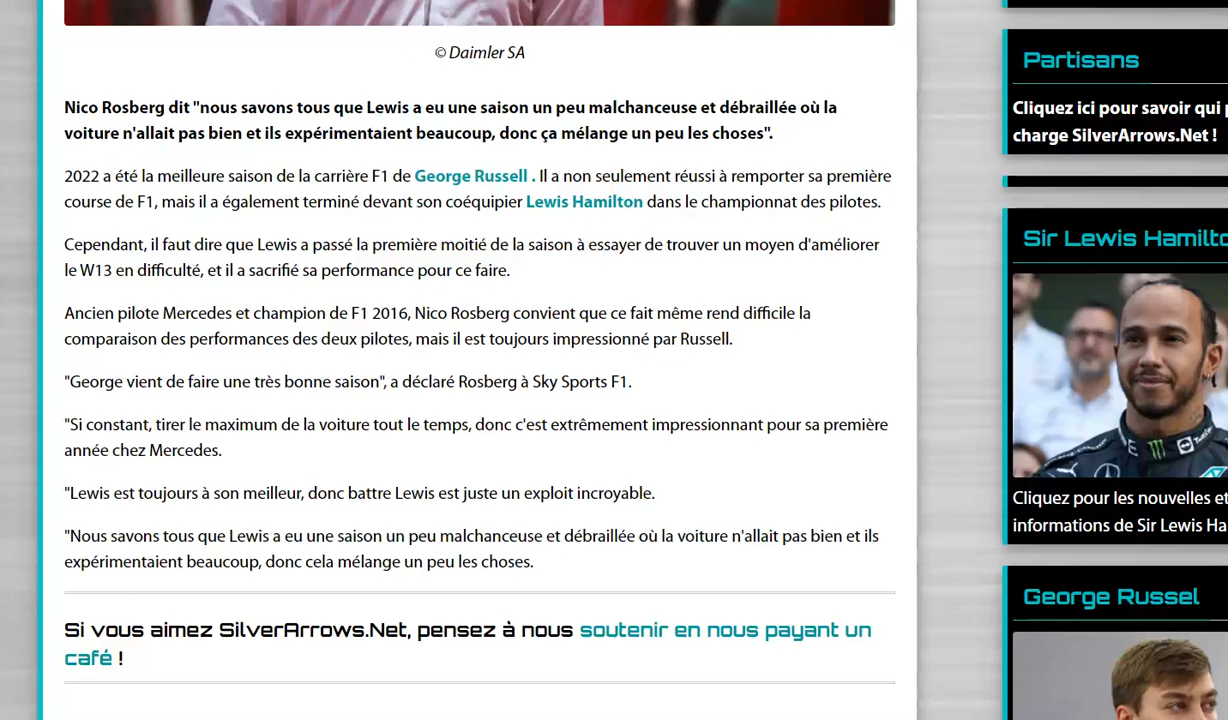 © Daimler SA
Nico Rosberg dit "nous savons tous que Lewis a eu une saison un peu malchanceuse et débraillée où la
voiture n'allait pas bien et ils expérimentaient beaucoup, donc ça mélange un peu les choses".
2022 a été la meilleure saison de la carrière F1 de George Russell . Il a non seulement réussi à remporter sa première
course de F1, mais il a également terminé devant son coéquipier Lewis Hamilton dans le championnat des pilotes.
Cependant, il faut dire que Lewis a passé la première moitié de la saison à essayer de trouver un moyen d'améliorer
le W13 en difficulté, et il a sacrifié sa performance pour ce faire.
Ancien pilote Mercedes et champion de F1 2016, Nico Rosberg convient que ce fait même rend difficile la
comparaison des performances des deux pilotes, mais il est toujours impressionné par Russell.
"George vient de faire une très bonne saison", a déclaré Rosberg à Sky Sports F1.
"Si constant, tirer le maximum de la voiture tout le temps, donc c'est extrêmement impressionnant pour sa première
année chez Mercedes.
"Lewis est toujours à son meilleur, donc battre Lewis est juste un exploit incroyable.
"Nous savons tous que Lewis a eu une saison un peu malchanceuse et débraillée où la voiture n'allait pas bien et ils
expérimentaient beaucoup, donc cela mélange un peu les choses.
Si vous aimez SilverArrows.Net, pensez à nous soutenir en nous payant un
café !
Partisans
Cliquez ici pour savoir qui
charge SilverArrows.Net !
Sir Lewis Hamilto
Cliquez pour les nouvelles et
informations de Sir Lewis Ha
George Russel